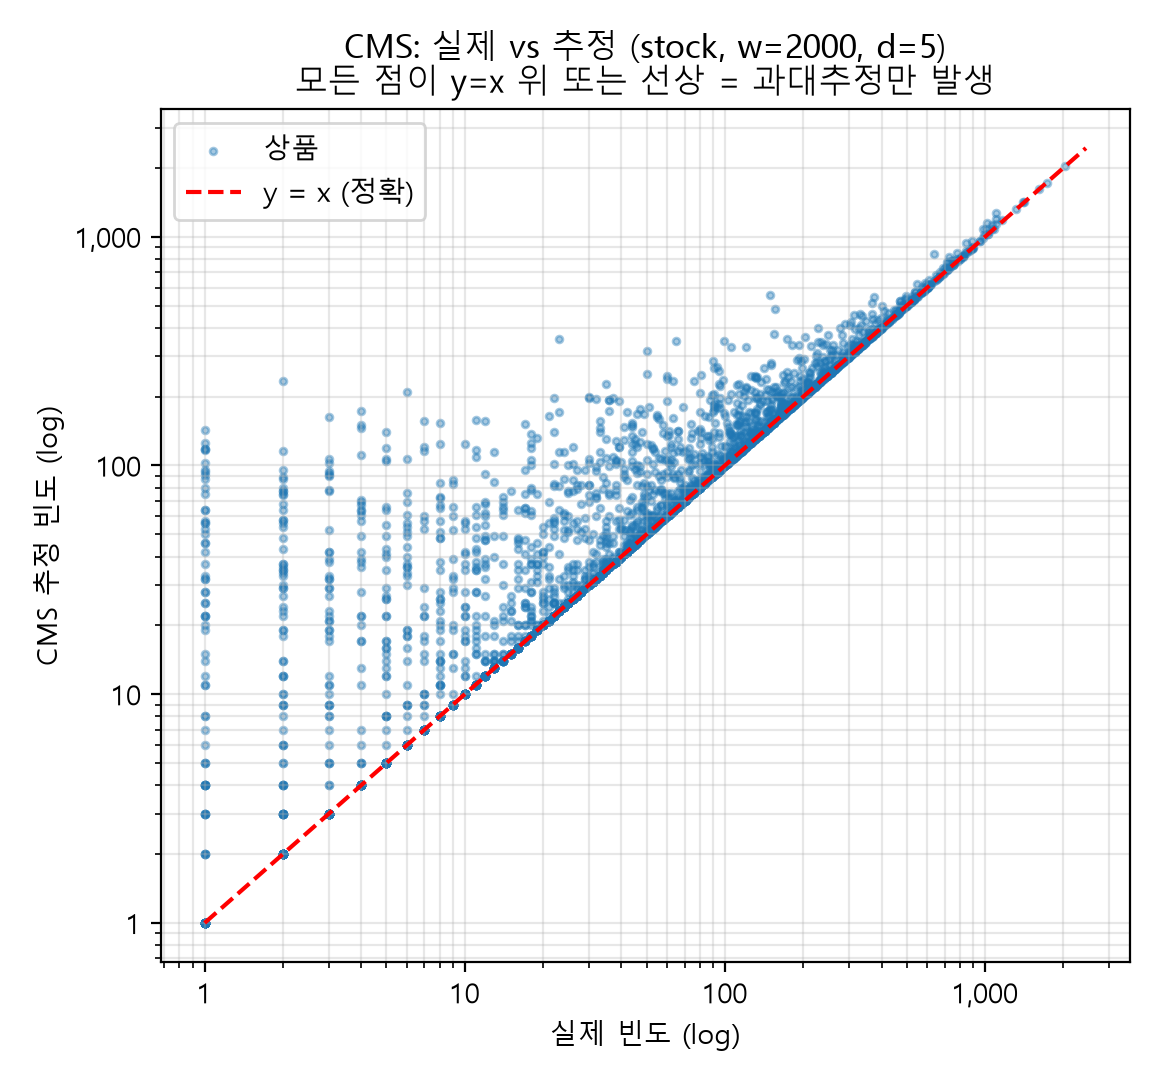 CMS: 실제 vs 추정 (stock, w=2000, d=5)
모든 점이 y=x 위 또는 선상 = 과대추정만 발생
상품
y = x (정확)
CMS 추정 빈도 (log)
1,000
100
10
1
1
10
100
1,000
실제 빈도 (log)